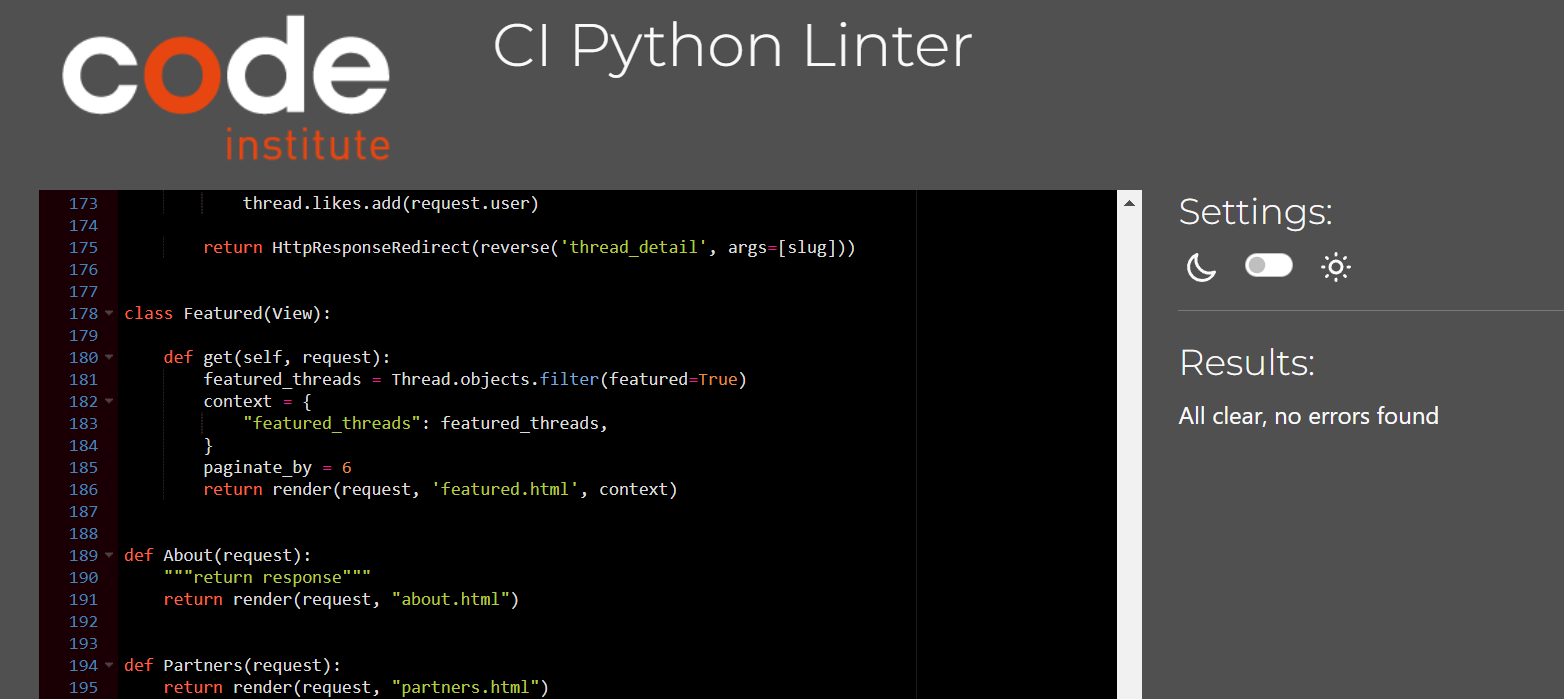 code
institute
CI Python Linter
173 thread.likes.add(request.user)
174
175 return HttpResponseRedirect(reverse('thread_detail', args=[slug]))
176
177
178 class Featured(View):
179
180 def get(self, request):
181 featured_threads = Thread.objects.filter(featured=True)
182 context = {
183 "featured_threads": featured_threads,
184 }
185 paginate_by = 6
186 return render(request, 'featured.html', context)
187
188
189 def About(request):
190 """return response"""
191 return render(request, "about.html")
192
193
194 def Partners(request):
195 return render(request, "partners.html")
Settings:
Results:
All clear, no errors found